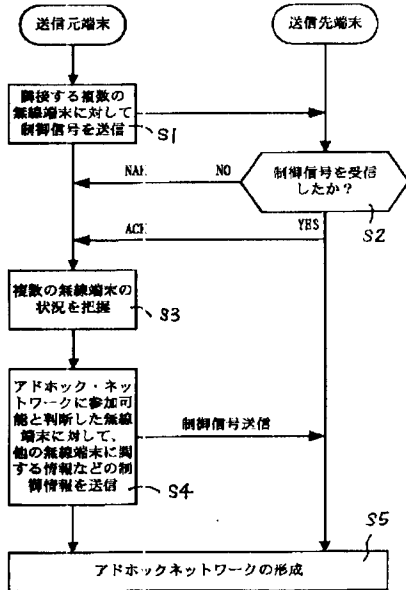 送信元端末
送信先端末
隣接する複数の
無線端末に対して
制御信号を送信
S1
NAK
NO
制御信号を受信
したか？
S2
ACK
YES
複数の無線端末の
状況を把握
S3
アドホック・ネッ
トワークに参加可
能と判断した無線
端末に対して、
他の無線端末に関
する情報などの制
御情報を送信
制御信号送信
S4
S5
アドホックネットワークの形成